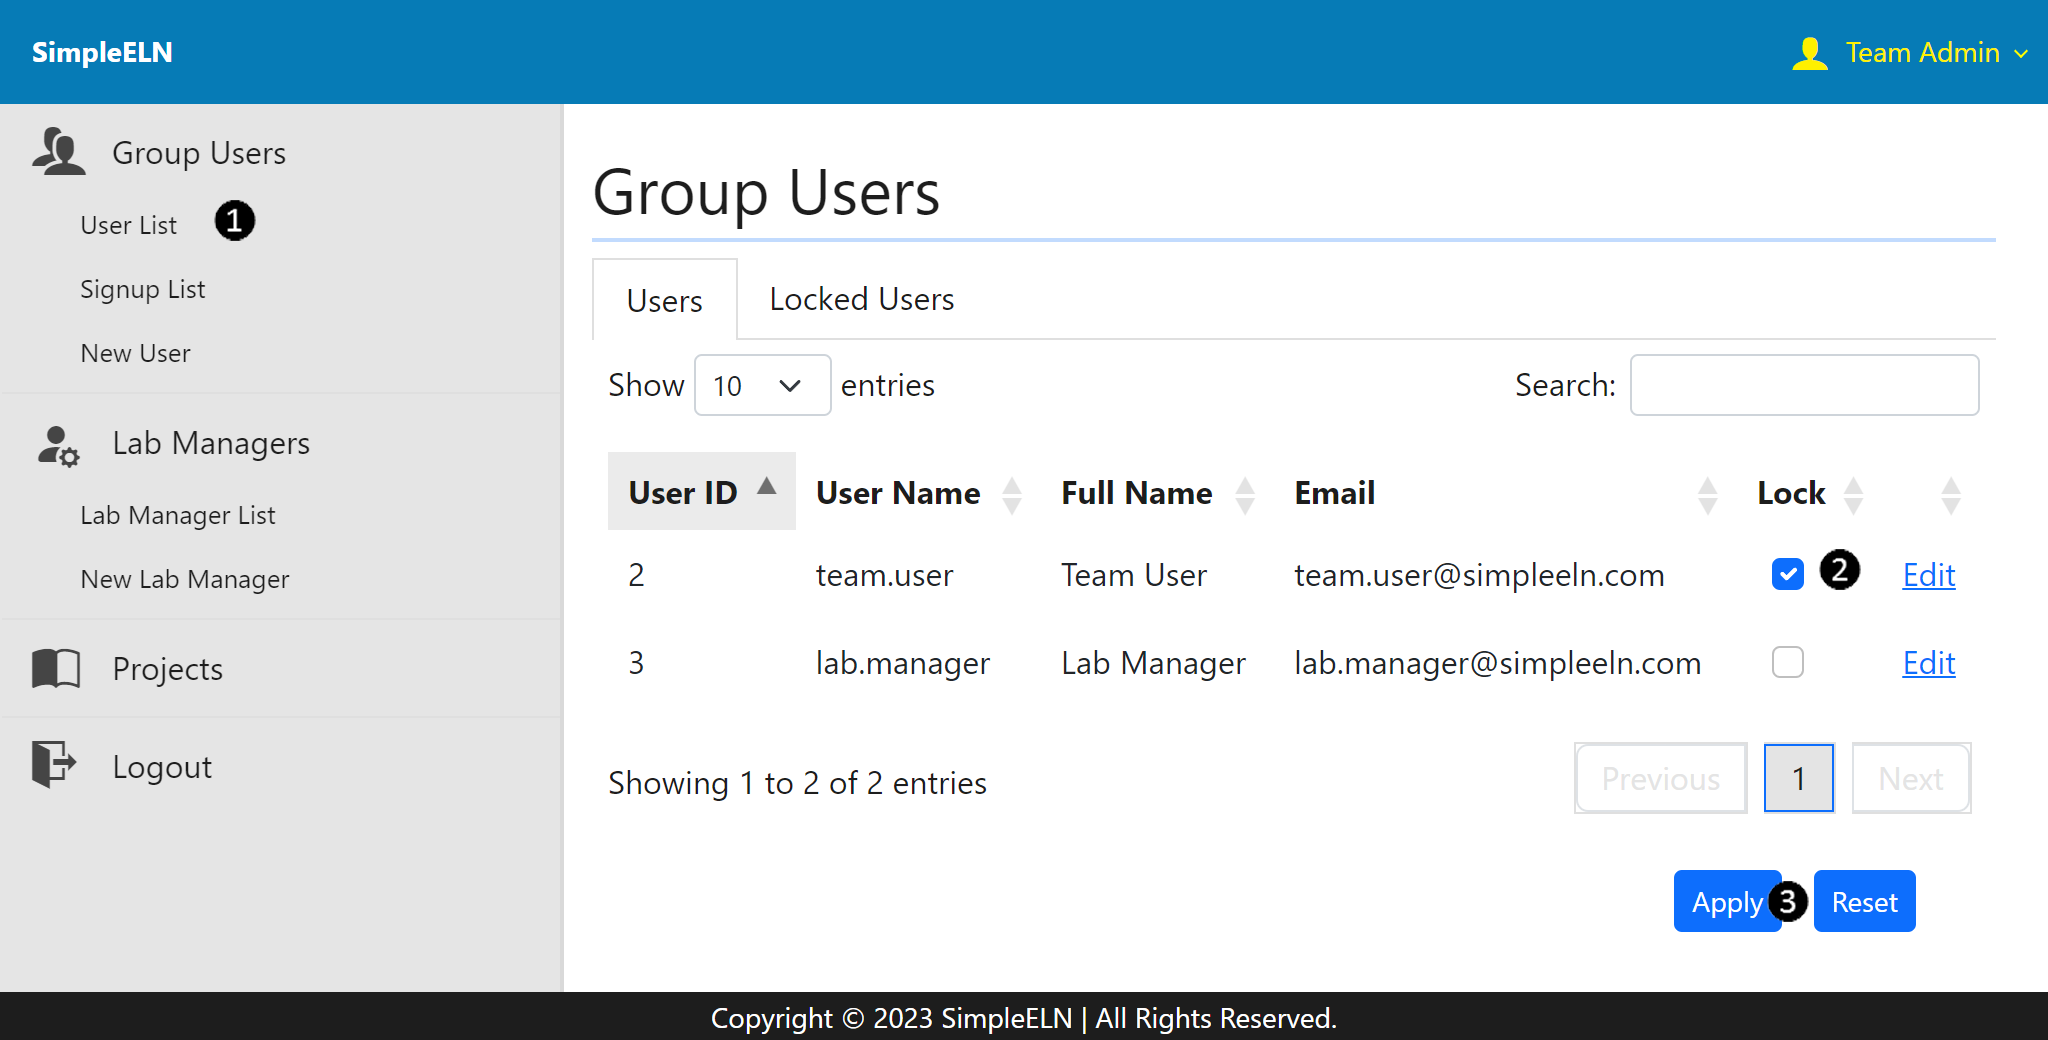 SimpleELN
Team Admin
Group Users
User List 1
Signup List
New User
Lab Managers
Lab Manager List
New Lab Manager
Projects
Logout
Group Users
Users Locked Users
Show 10 entries Search:
User ID User Name Full Name Email Lock
2 team.user Team User team.user@simpleeln.com 2 Edit
3 lab.manager Lab Manager lab.manager@simpleeln.com Edit
Showing 1 to 2 of 2 entries Previous 1 Next
Apply 3 Reset
Copyright © 2023 SimpleELN | All Rights Reserved.